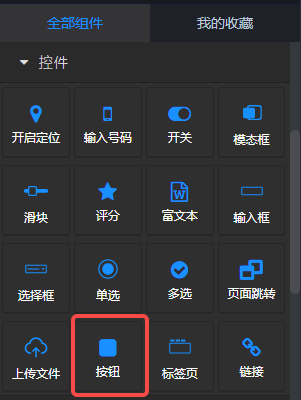 全部组件 我的收藏
控件
开启定位 输入号码 开关 模态框
滑块 评分 富文本 输入框
选择框 单选 多选 页面跳转
上传文件 按钮 标签页 链接